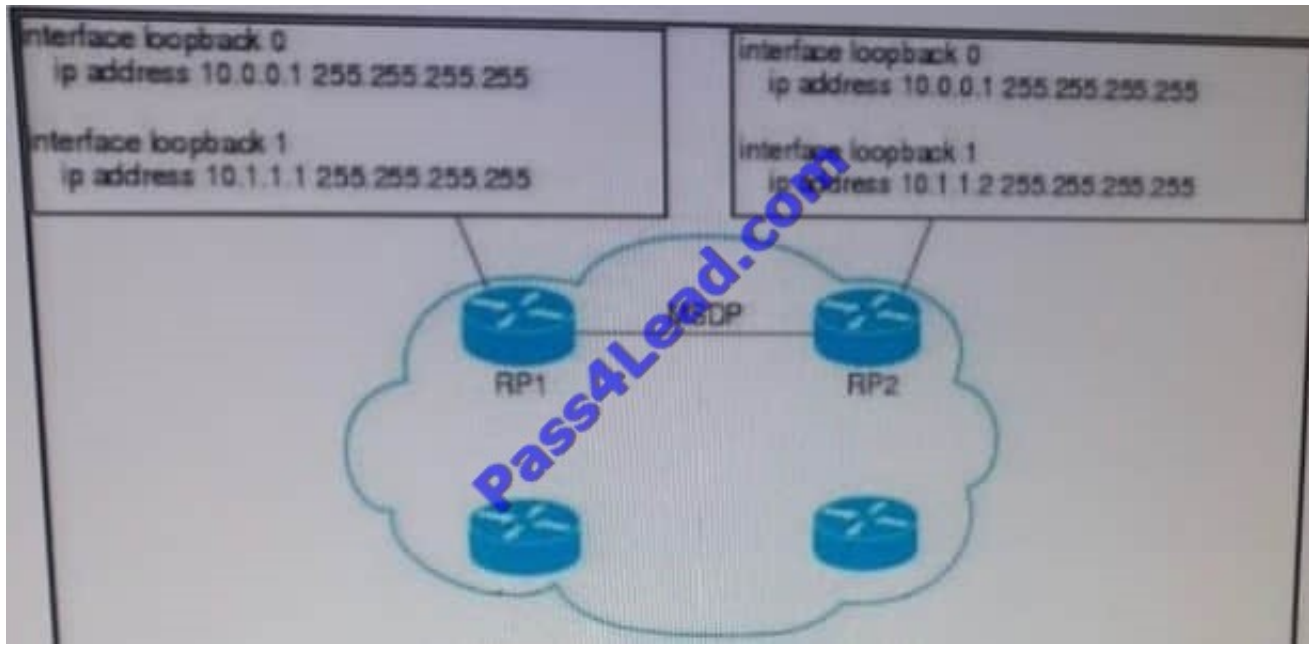 nterface loopback 0
ip address 10.0.0.1 255.255.255.255
nterface loopback 1
ip address 10.1.1.1 255.255.255.255
interface loopback 0
ip address 10.0.0.1 255.255.255.255
interface loopback 1
ip address 10.1.1.2 255.255.255.255
MSDP
RP1
RP2
Pass4Lead.com